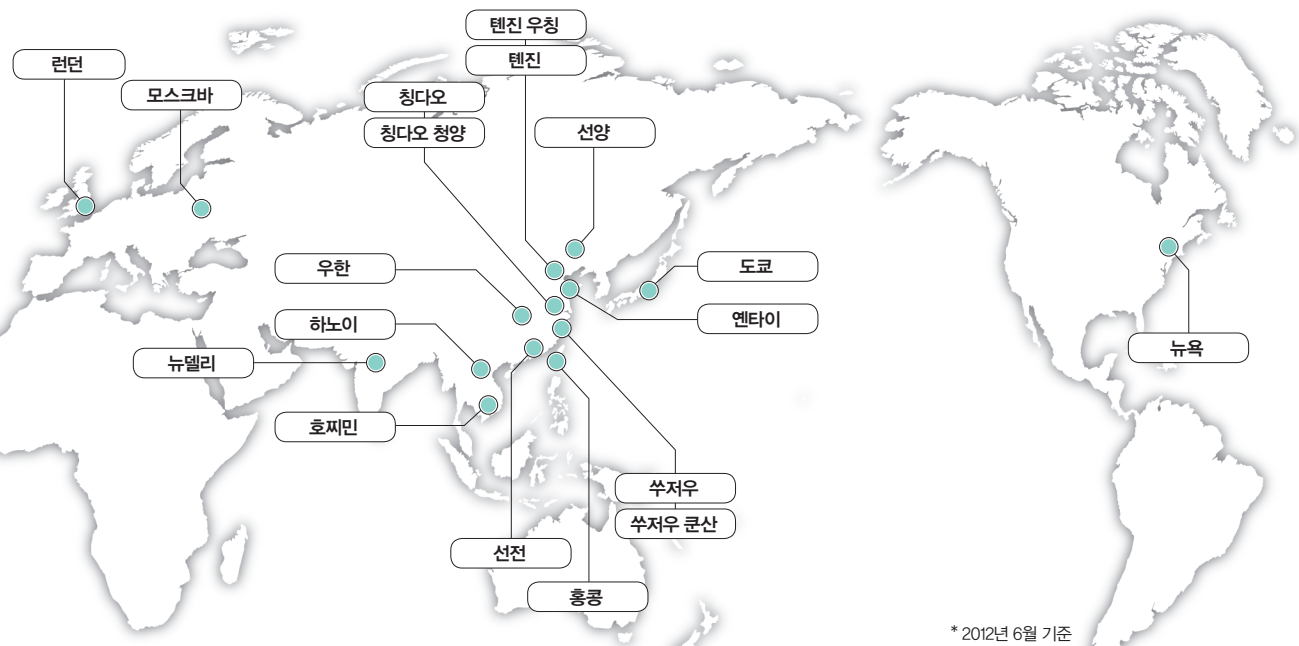 톈진 우칭
톈진
런던
모스크바
칭다오
칭다오 청양
선양
우한
도쿄
하노이
옌타이
뉴델리
뉴욕
호찌민
쑤저우
쑤저우 쿤산
선전
홍콩
* 2012년 6월 기준